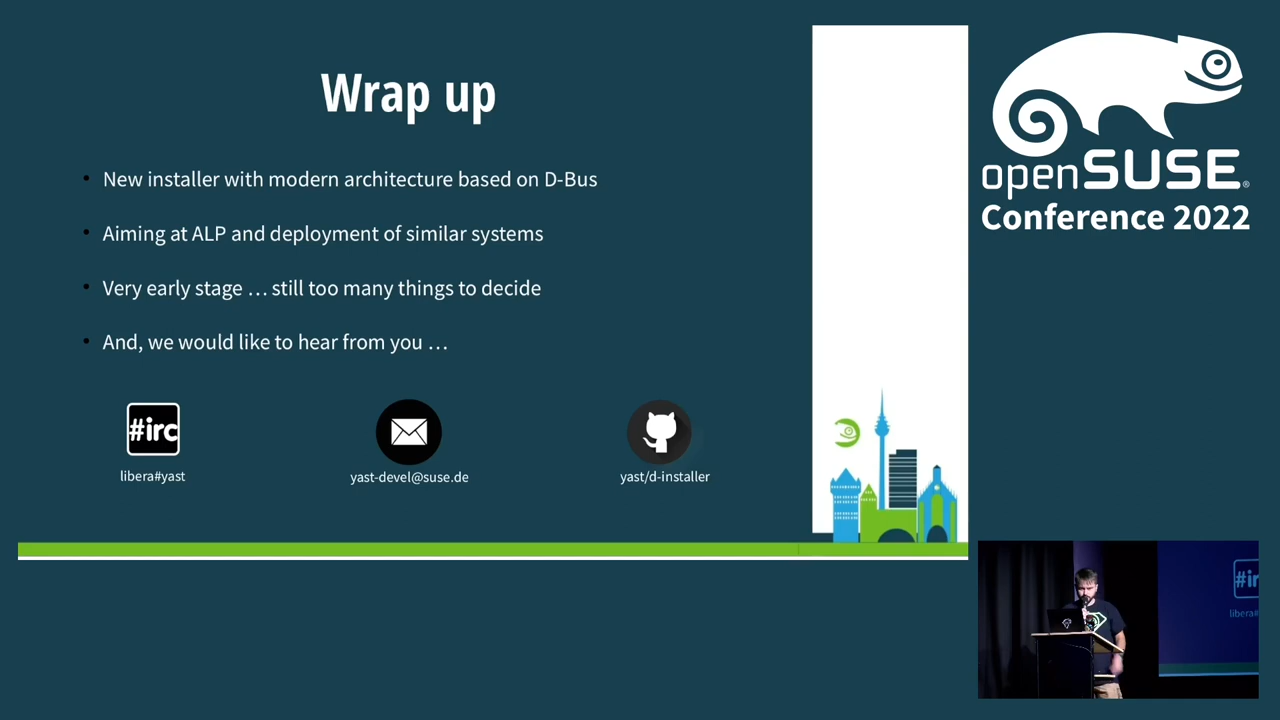 Wrap up
New installer with modern architecture based on D-Bus
Aiming at ALP and deployment of similar systems
Very early stage … still too many things to decide
And, we would like to hear from you …
#irc
libera#yast
yast-devel@suse.de
yast/d-installer
openSUSE®
Conference 2022
#ir
libera#